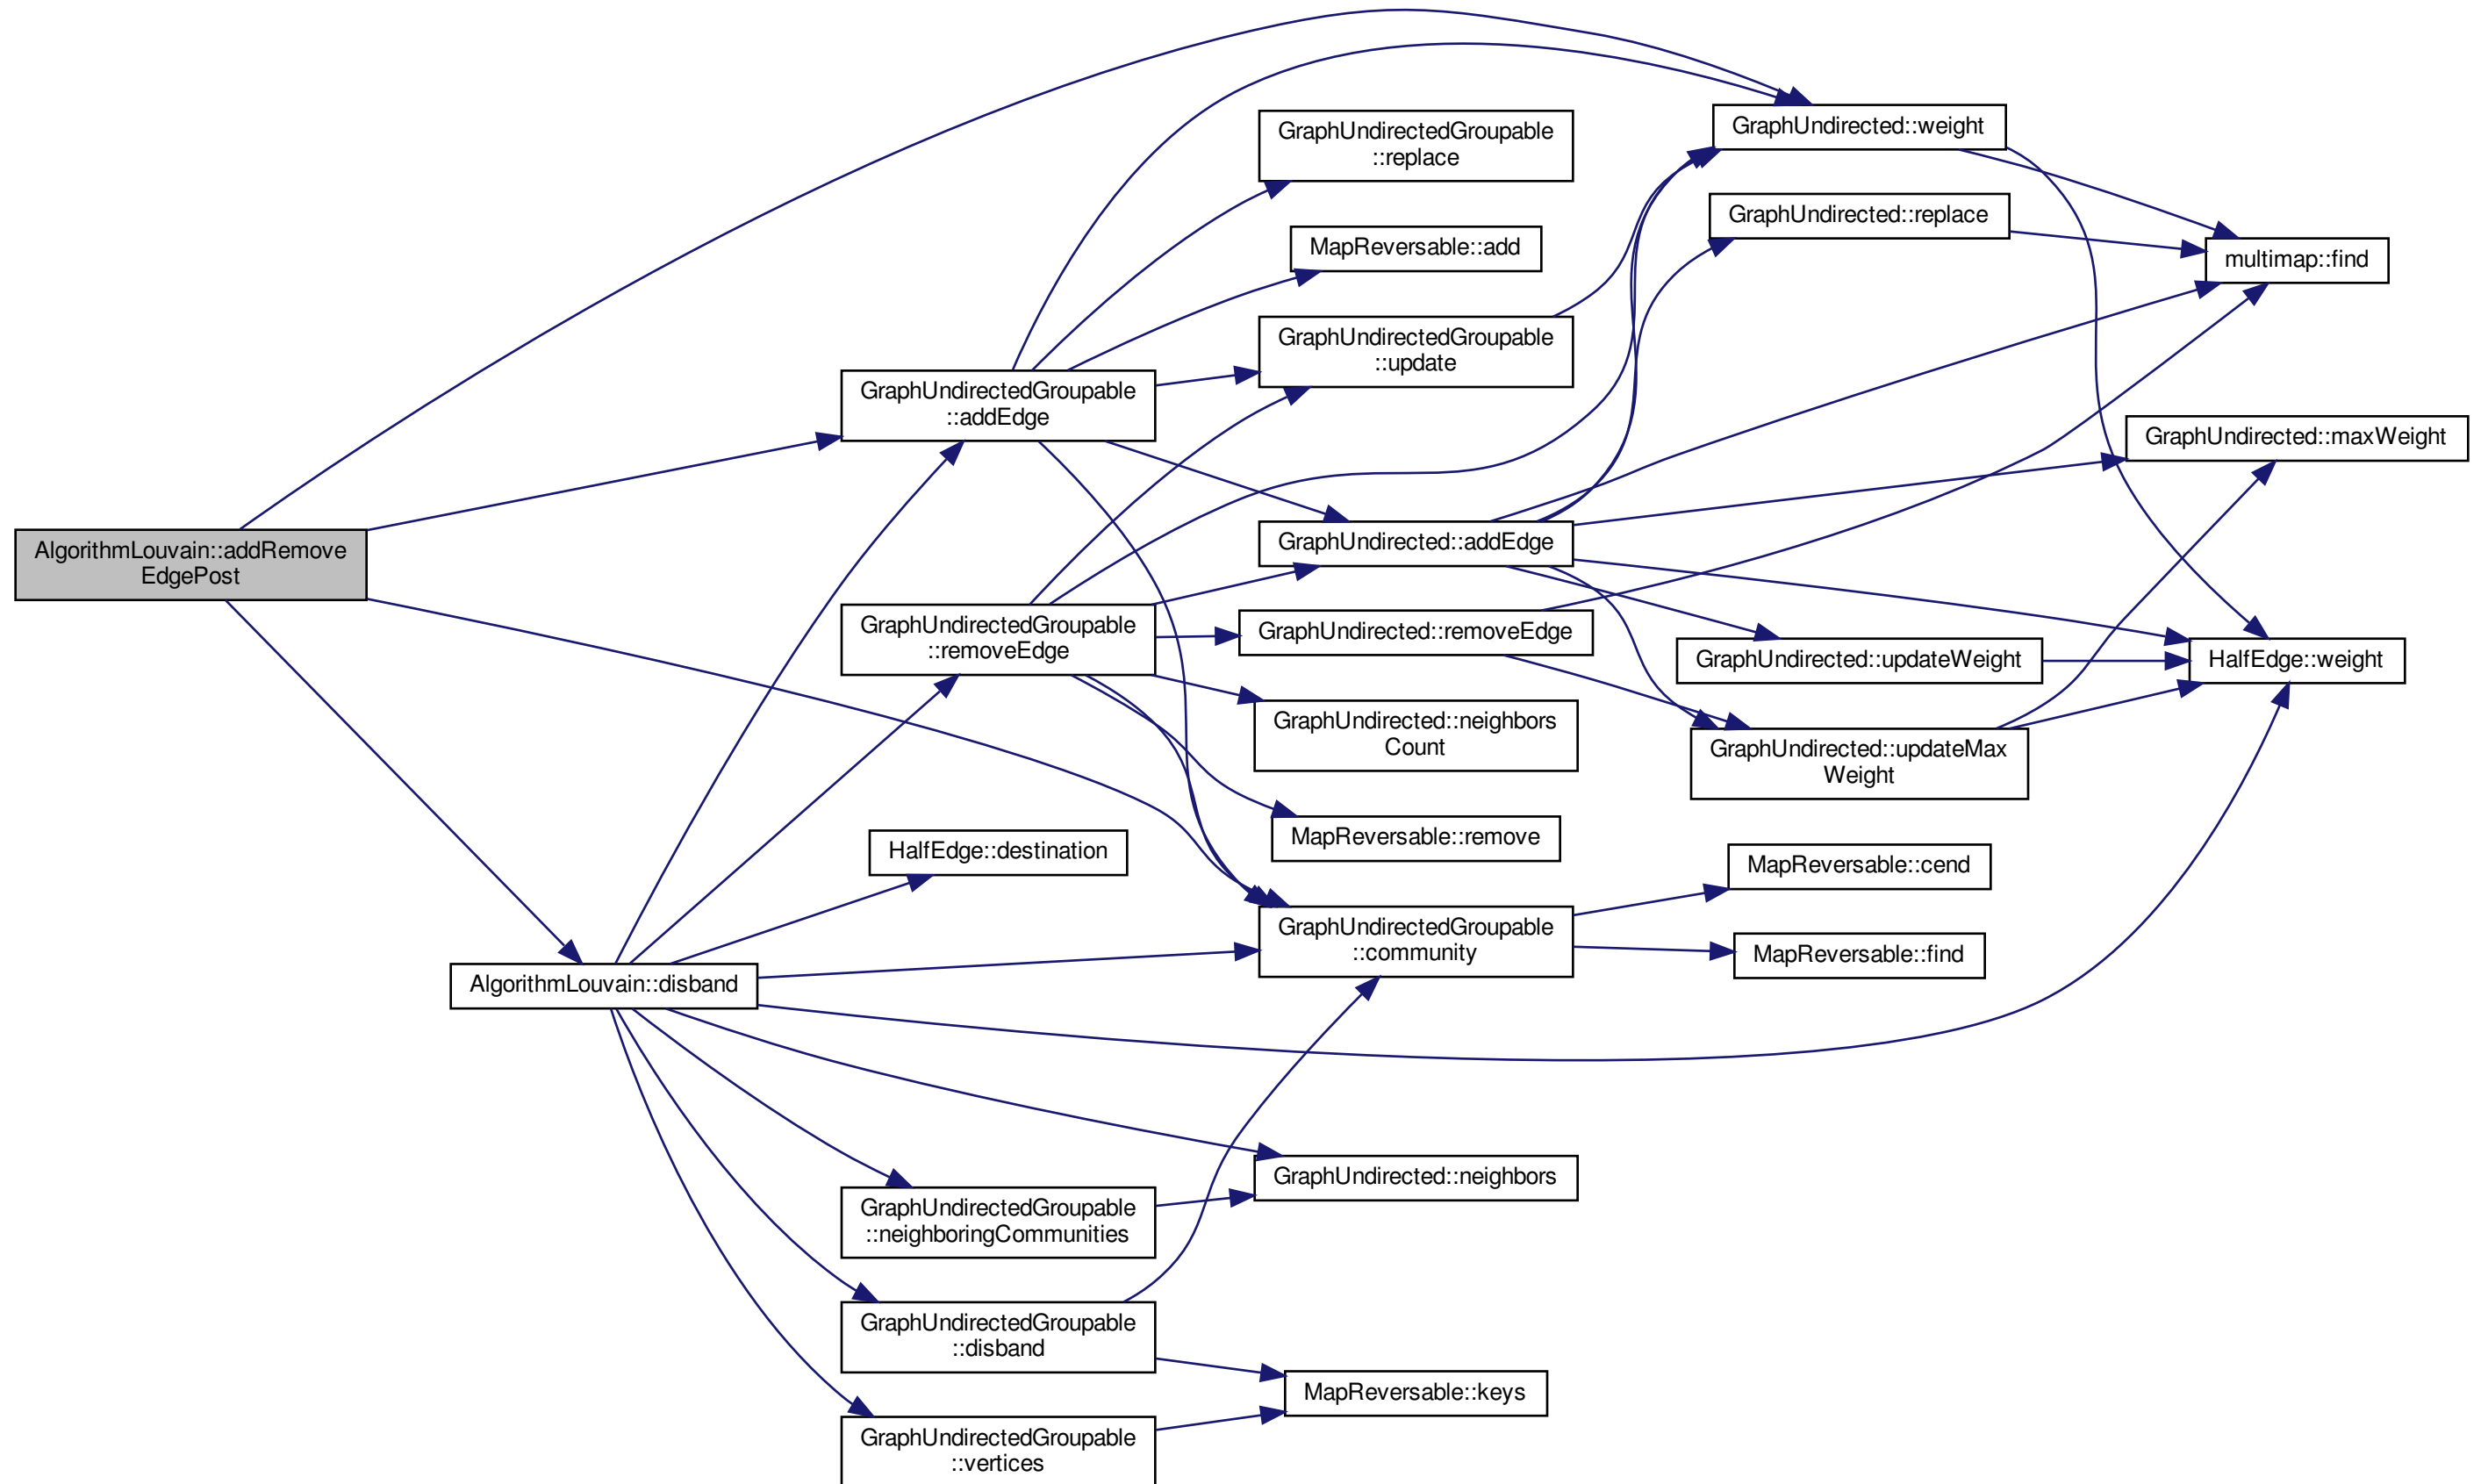 AlgorithmLouvain::addRemove
EdgePost
AlgorithmLouvain::disband
GraphUndirectedGroupable
::addEdge
GraphUndirectedGroupable
::removeEdge
HalfEdge::destination
GraphUndirectedGroupable
::neighboringCommunities
GraphUndirectedGroupable
::disband
GraphUndirectedGroupable
::vertices
GraphUndirectedGroupable
::replace
MapReversable::add
GraphUndirectedGroupable
::update
GraphUndirected::addEdge
GraphUndirected::removeEdge
GraphUndirected::neighbors
Count
MapReversable::remove
GraphUndirectedGroupable
::community
GraphUndirected::neighbors
MapReversable::keys
GraphUndirected::weight
GraphUndirected::replace
GraphUndirected::updateWeight
GraphUndirected::updateMax
Weight
MapReversable::cend
MapReversable::find
multimap::find
GraphUndirected::maxWeight
HalfEdge::weight